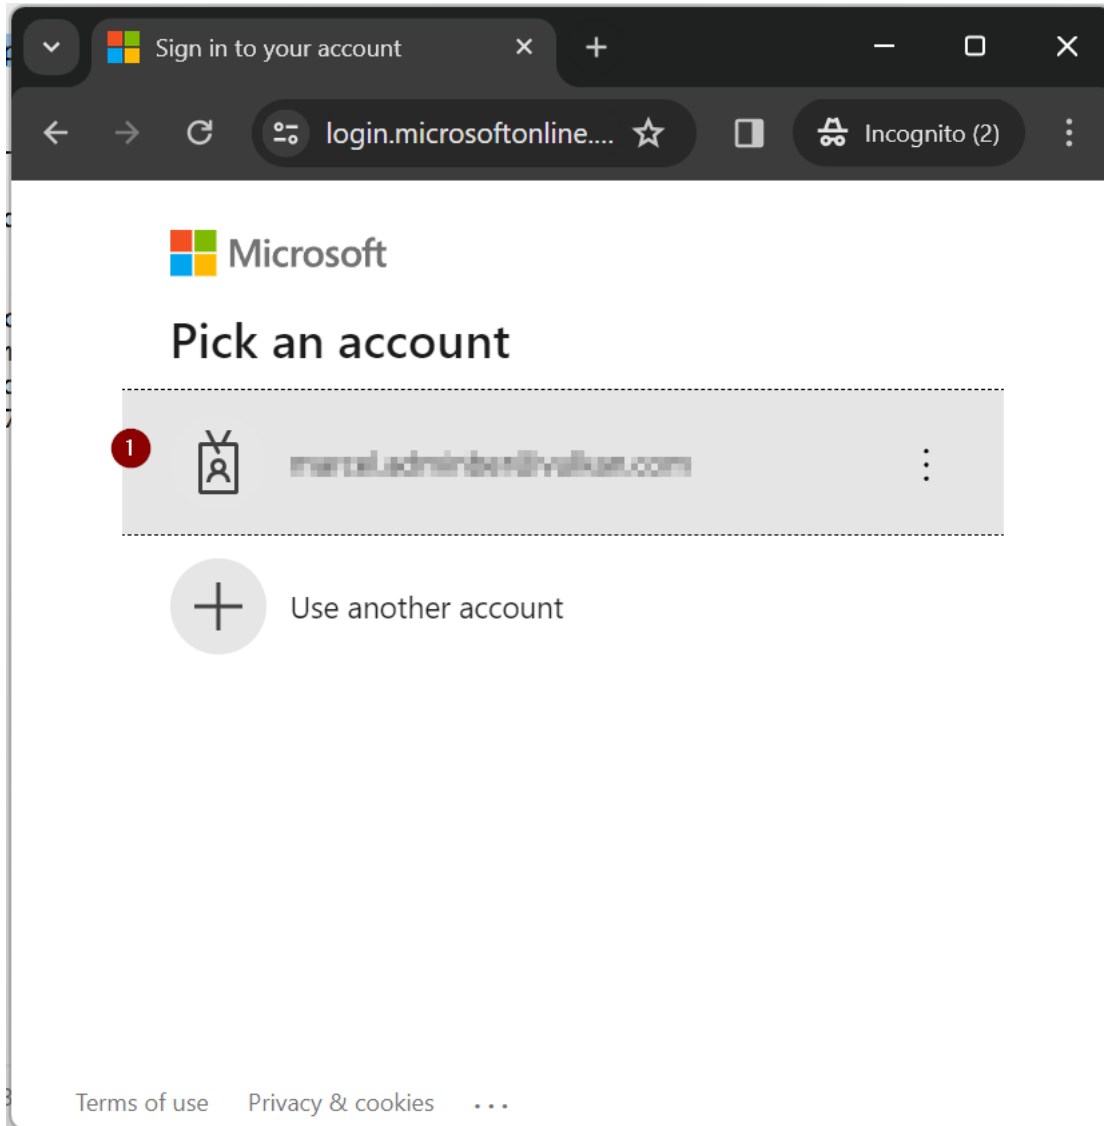 Sign in to your account
login.microsoftonline....
Incognito (2)
Microsoft
Pick an account
1
Use another account
Terms of use Privacy & cookies ...